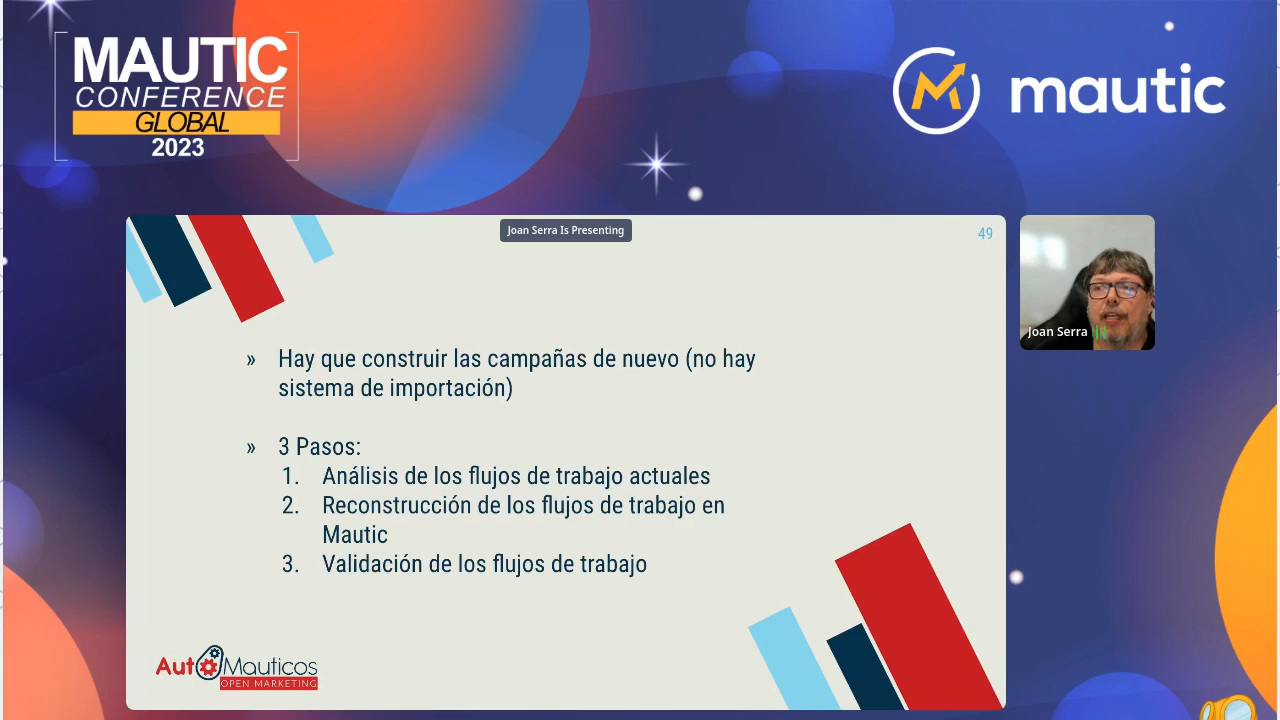 MAUTIC
CONFERENCE
GLOBAL
2023
mautic
Joan Serra Is Presenting
49
» Hay que construir las campañas de nuevo (no hay
sistema de importación)
» 3 Pasos:
1. Análisis de los flujos de trabajo actuales
2. Reconstrucción de los flujos de trabajo en
Mautic
3. Validación de los flujos de trabajo
Joan Serra
AutoMauticos
OPEN MARKETING